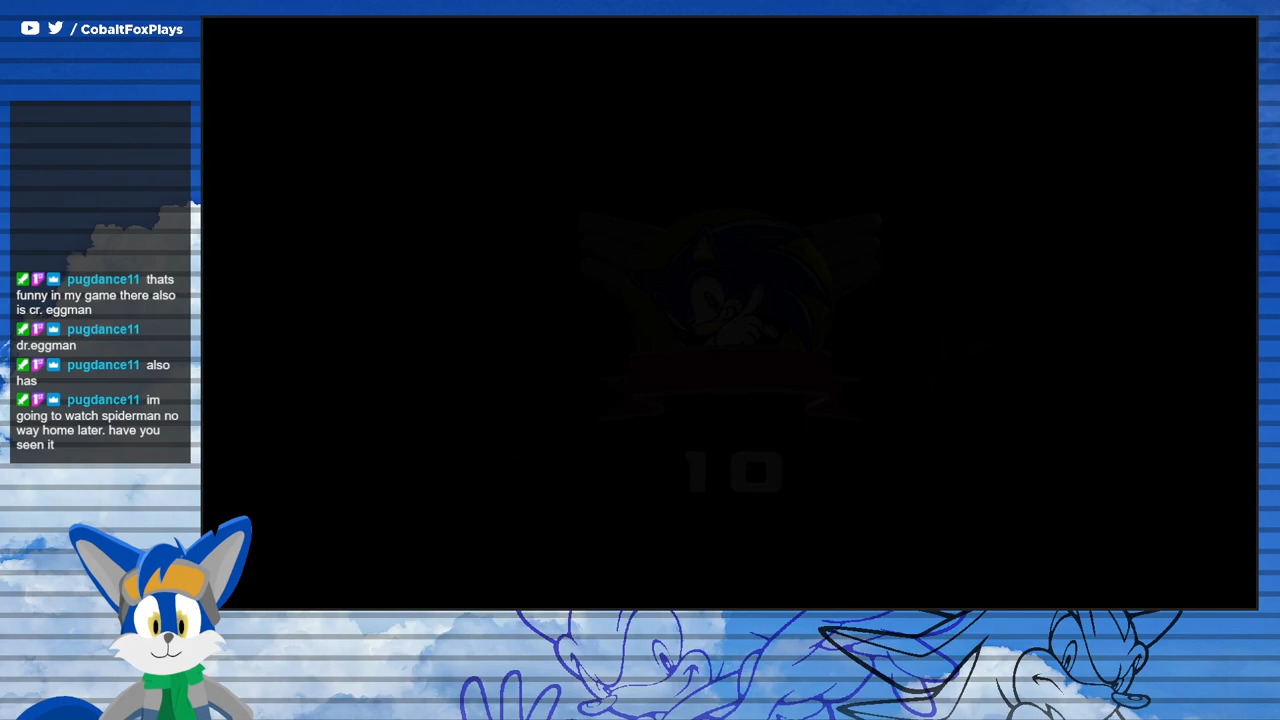 / CobaltFoxPlays
pugdance11 thats
funny in my game there also
is cr. eggman
pugdance11
dr.eggman
pugdance11 also
has
pugdance11 im
going to watch spiderman no
way home later. have you
seen it
10